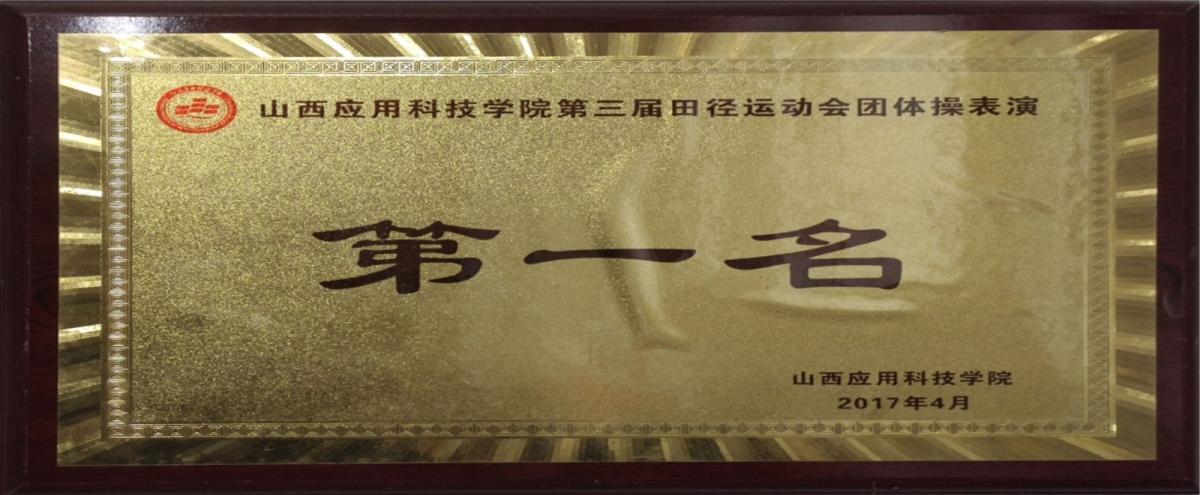 山西应用科技学院第三届田径运动会团体操表演
第一名
山西应用科技学院
2017年4月